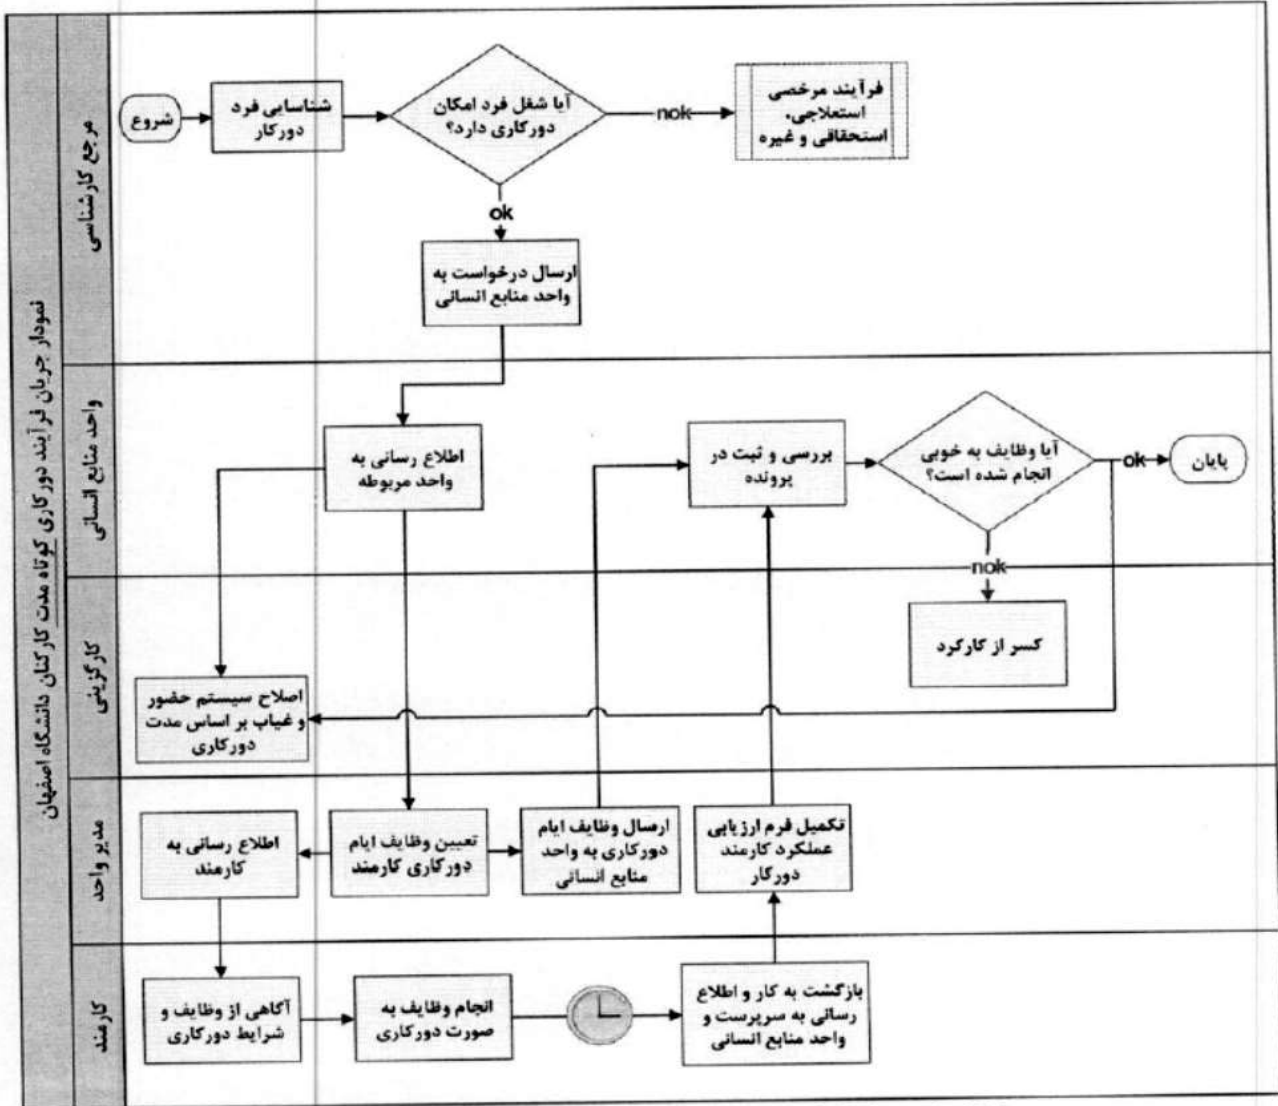 نمودار جریان فرآیند دورکاری کوتاه مدت کارکنان دانشگاه اصفهان
مرجع کارشناسی
شروع
شناسایی فرد
دورکار
آیا شغل فرد امکان
دورکاری دارد؟
nok
فرآیند مرخصی
استعلاجی،
استحقاقی و غیره
ok
ارسال درخواست به
واحد منابع انسانی
واحد منابع انسانی
اطلاع رسانی به
واحد مربوطه
بررسی و ثبت در
پرونده
آیا وظایف به خوبی
انجام شده است؟
ok
پایان
nok
کارگزینی
کسر از کارکرد
اصلاح سیستم حضور
و غیاب بر اساس مدت
دورکاری
مدیر واحد
اطلاع رسانی به
کارمند
تعیین وظایف ایام
دورکاری کارمند
ارسال وظایف ایام
دورکاری به واحد
منابع انسانی
تکمیل فرم ارزیابی
عملکرد کارمند
دورکار
کارمند
آگاهی از وظایف و
شرایط دورکاری
انجام وظایف به
صورت دورکاری
بازگشت به کار و اطلاع
رسانی به سرپرست و
واحد منابع انسانی